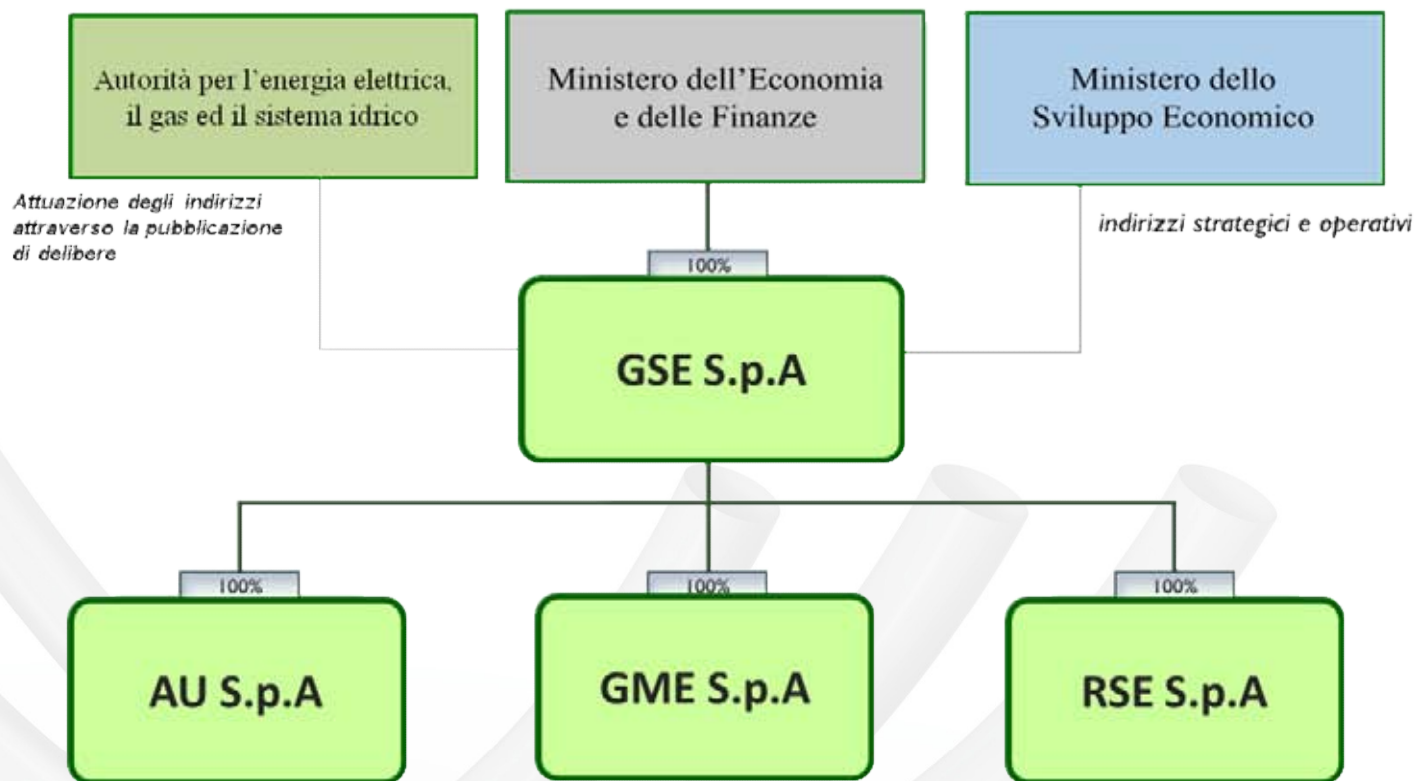 Autorità per l'energia elettrica,
il gas ed il sistema idrico
Ministero dell'Economia
e delle Finanze
Ministero dello
Sviluppo Economico
Attuazione degli indirizzi
attraverso la pubblicazione
di delibere
indirizzi strategici e operativi
100%
GSE S.p.A
100%
AU S.p.A
100%
GME S.p.A
100%
RSE S.p.A